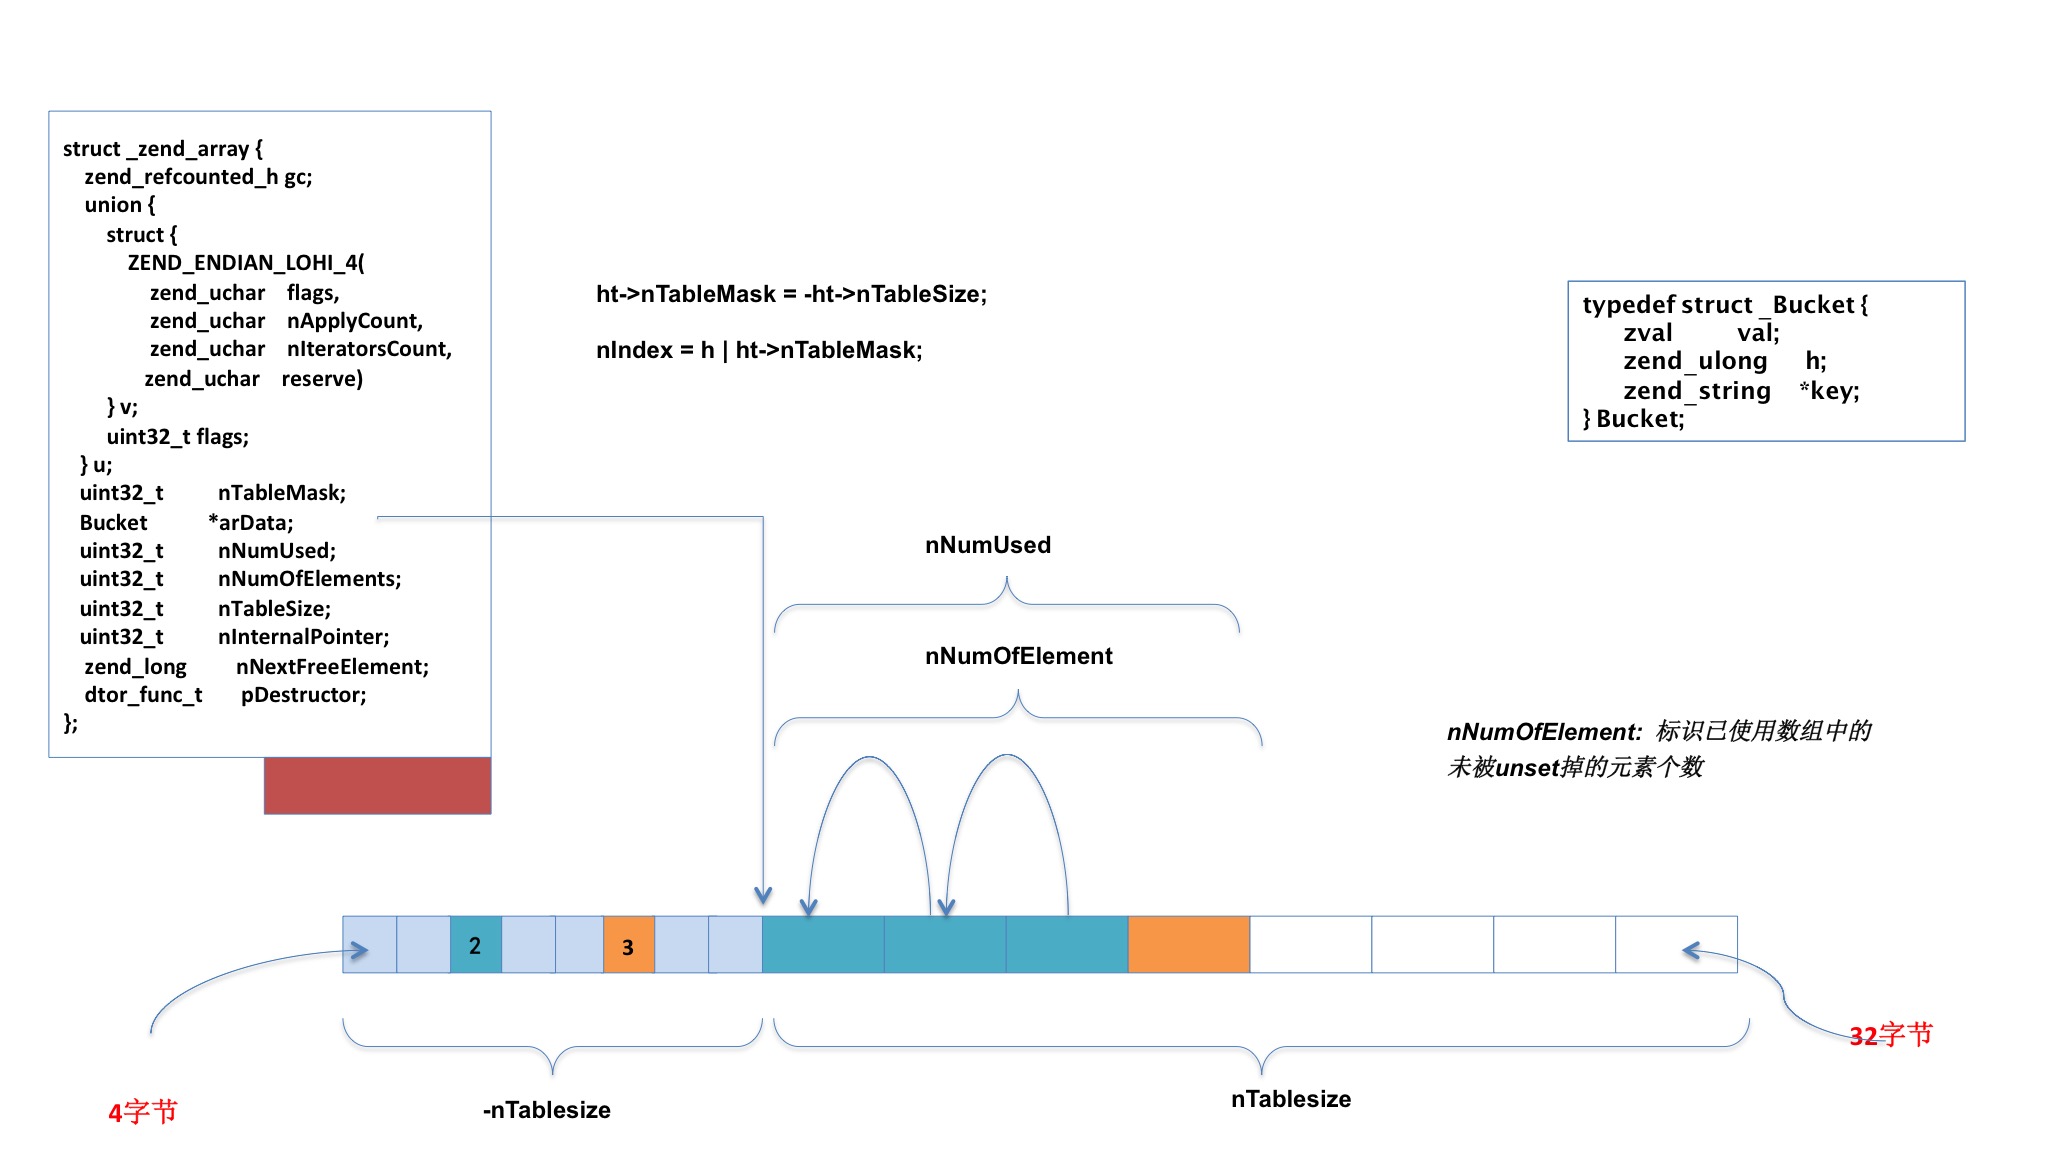 struct _zend_array {
zend_refcounted_h gc;
union {
struct {
ZEND_ENDIAN_LOHI_4(
zend_uchar flags,
zend_uchar nApplyCount,
zend_uchar nIteratorsCount,
zend_uchar reserve)
} v;
uint32_t flags;
} u;
uint32_t nTableMask;
Bucket *arData;
uint32_t nNumUsed;
uint32_t nNumOfElements;
uint32_t nTableSize;
uint32_t nInternalPointer;
zend_long nNextFreeElement;
dtor_func_t pDestructor;
};
ht->nTableMask = -ht->nTableSize;
nIndex = h | ht->nTableMask;
typedef struct _Bucket {
zval val;
zend_ulong h;
zend_string *key;
} Bucket;
nNumUsed
nNumOfElement
nNumOfElement: 标识已使用数组中的
未被unset掉的元素个数
2
3
4字节
-nTablesize
nTablesize
32字节